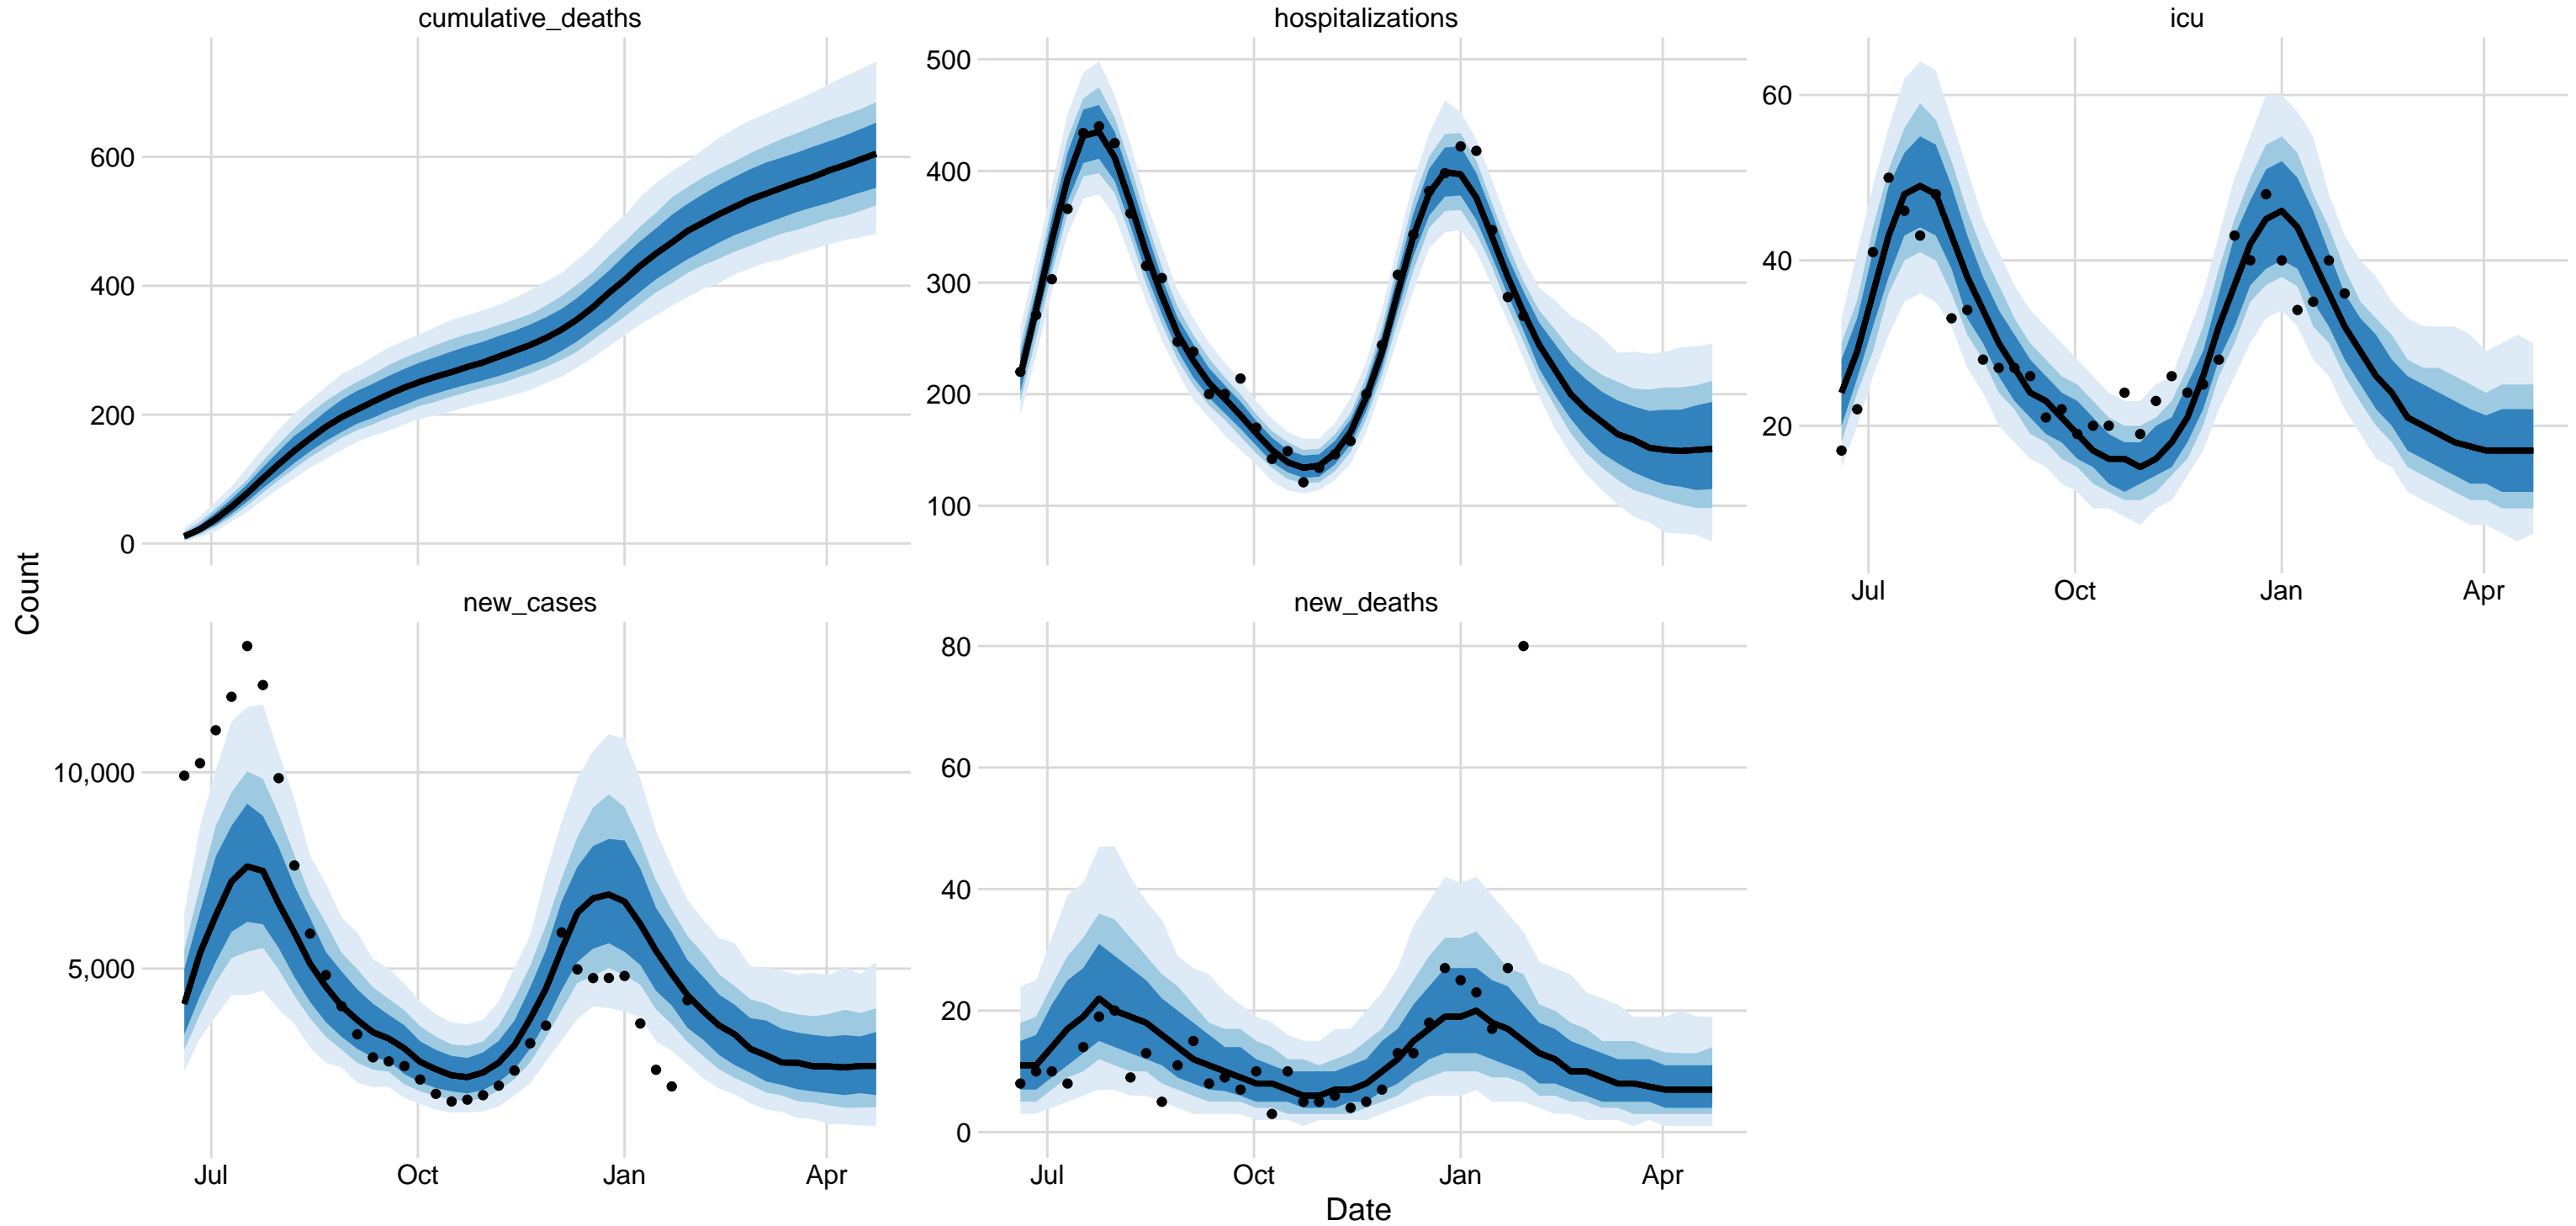 cumulative_deaths
hospitalizations
icu
600
400
200
0
500
400
300
200
100
60
40
20
Jul Oct Jan Apr
Count
new_cases
new_deaths
10,000
5,000
80
60
40
20
0
Jul Oct Jan Apr
Jul Oct Jan Apr
Date